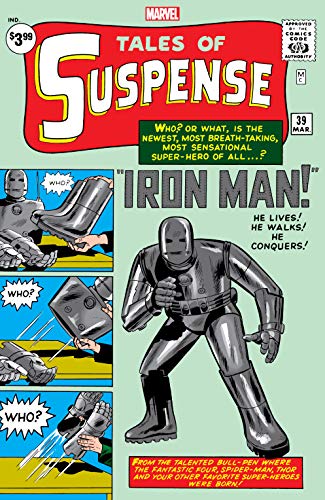 MARVEL
IND.
$3.99
TALES OF
SUSPENSE
APPROVED
BY THE
COMICS
CODE
AUTHORITY
M
C
39
MAR.
WHO? OR WHAT, IS THE
NEWEST, MOST BREATH-TAKING,
MOST SENSATIONAL
SUPER-HERO OF ALL...?
"IRON MAN!"
HE LIVES!
HE WALKS!
HE
CONQUERS!
WHO?
WHO?
WHO?
WHO?
FROM THE TALENTED BULL-PEN WHERE
THE FANTASTIC FOUR, SPIDER-MAN, THOR
AND YOUR OTHER FAVORITE SUPER-HEROES
WERE BORN!